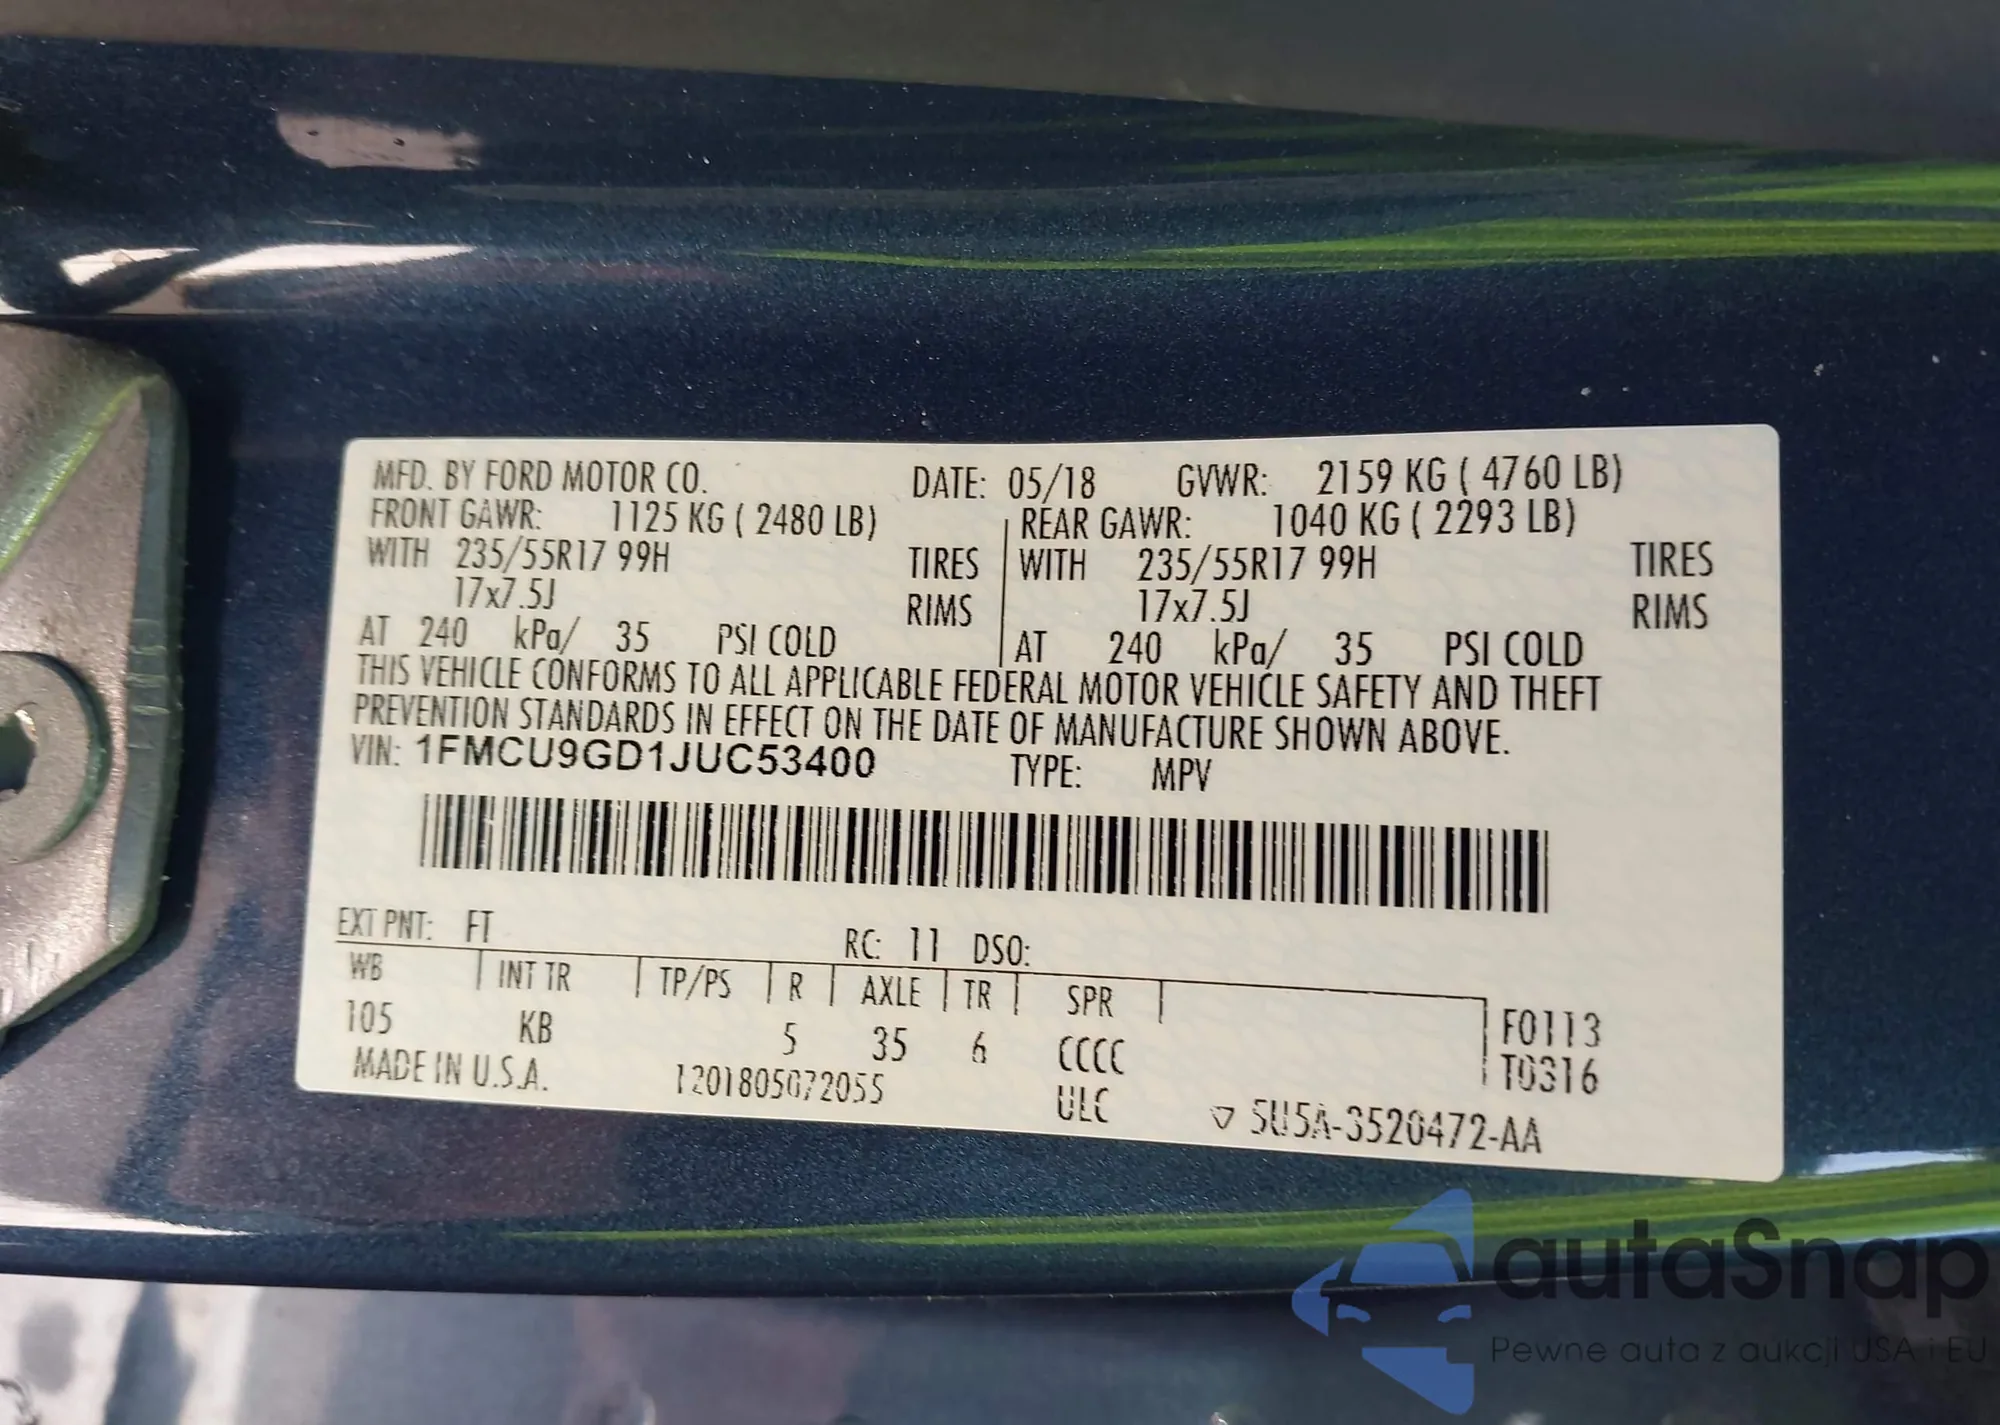 MFD. BY FORD MOTOR CO. DATE: 05/18 GVWR: 2159 KG ( 4760 LB)
FRONT GAWR: 1125 KG ( 2480 LB) REAR GAWR: 1040 KG ( 2293 LB)
WITH 235/55R17 99H TIRES WITH 235/55R17 99H TIRES
17x7.5J RIMS 17x7.5J RIMS
AT 240 kPa/ 35 PSI COLD AT 240 kPa/ 35 PSI COLD
THIS VEHICLE CONFORMS TO ALL APPLICABLE FEDERAL MOTOR VEHICLE SAFETY AND THEFT
PREVENTION STANDARDS IN EFFECT ON THE DATE OF MANUFACTURE SHOWN ABOVE.
VIN: 1FMCU9GD1JUC53400 TYPE: MPV
EXT PNT: FT RC: 11 DSO:
WB INT TR TP/PS R AXLE TR SPR
105 KB 5 35 6 CCCC F0113
MADE IN U.S.A. 1201805072055 ULC T0316
5U5A-3520472-AA
autaSnap
Pewne auta z aukcji USA i EU